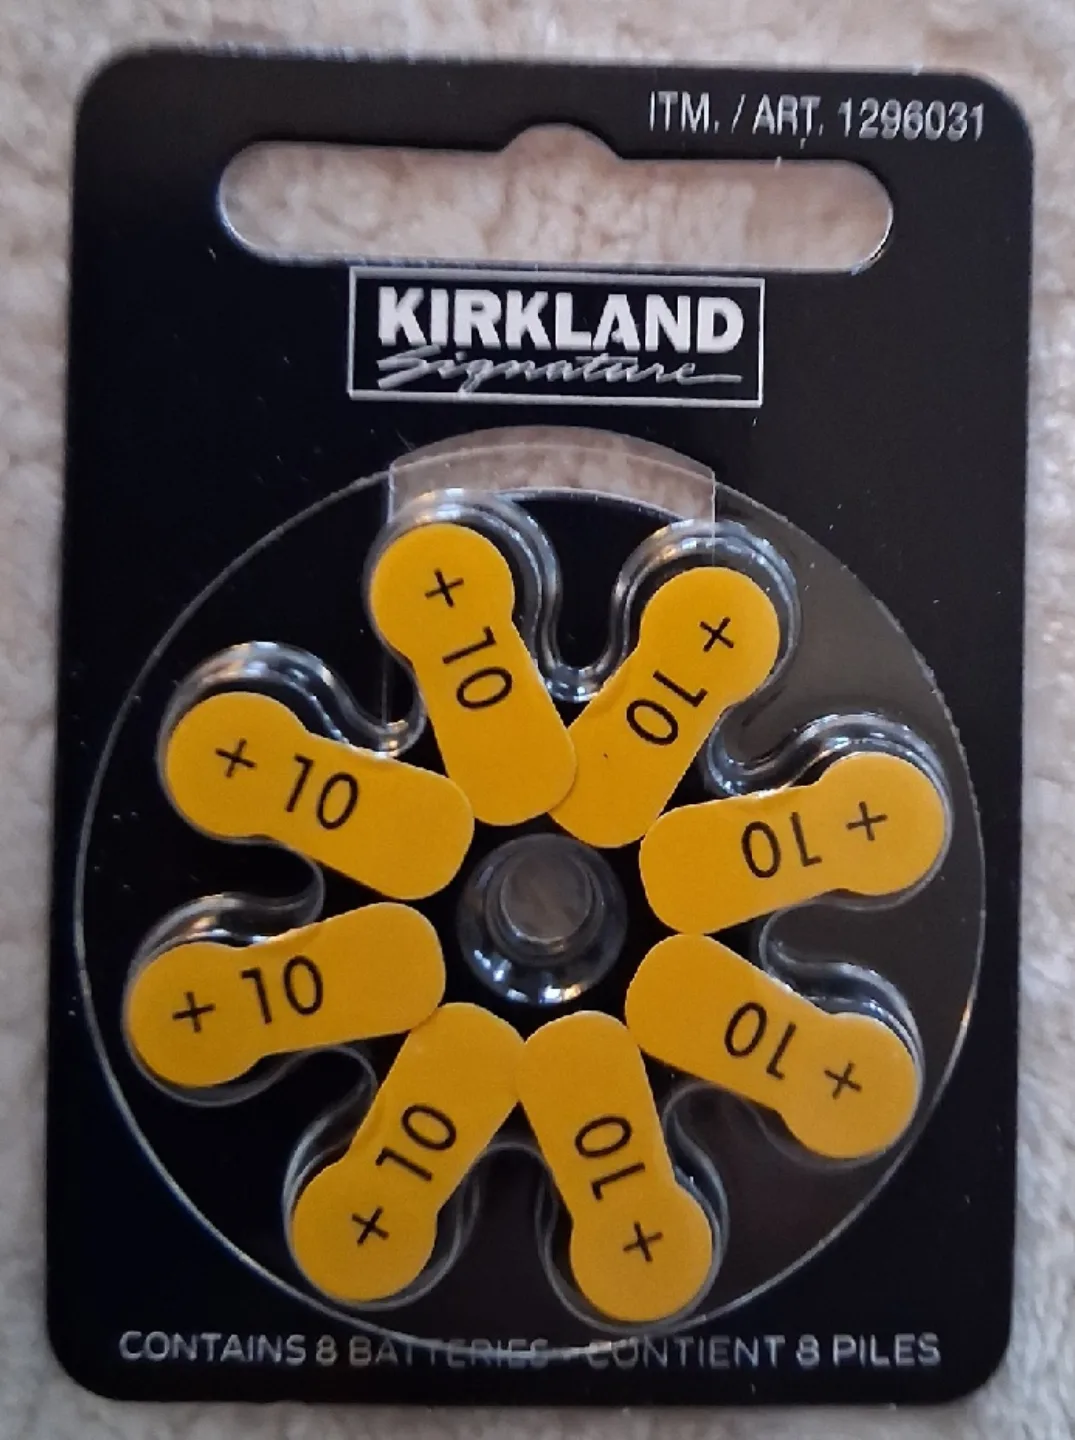 ITM. / ART. 1296031
KIRKLAND
Signature
+ 10
+ 10
+ 10
+ 10
+ 10
+ 10
+ 10
+ 10
CONTAINS 8 BATTERIES - CONTIENT 8 PILES